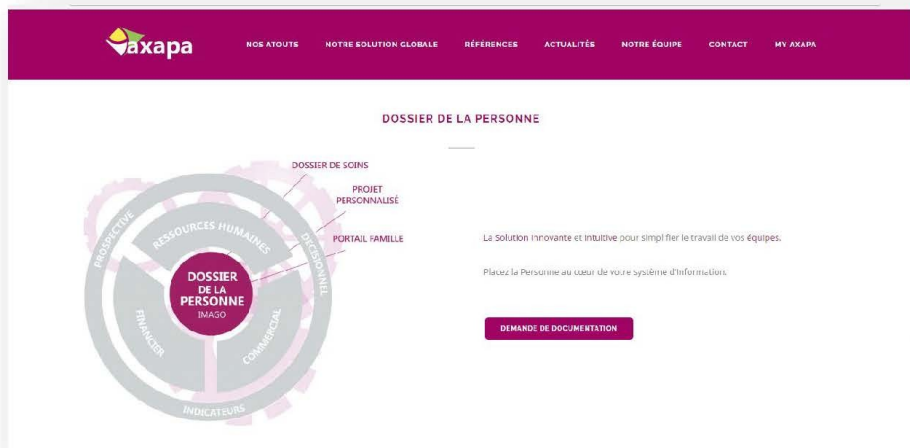 axapa
NOS ATOUTS NOTRE SOLUTION GLOBALE RÉFÉRENCES ACTUALITÉS NOTRE ÉQUIPE CONTACT MY AXAPA
DOSSIER DE LA PERSONNE
DOSSIER DE SOINS
PROJET
PERSONNALISÉ
PORTAIL FAMILLE
PROSPECTIVE
RESSOURCES HUMAINES
DECISIONNEL
DOSSIER
DE LA
PERSONNE
IMAGO
FINANCIER
COMMERCIAL
INDICATEURS
La Solution Innovante et Intuitive pour simplifier le travail de vos équipes.
Placez la Personne au cœur de votre système d'Information.
DEMANDE DE DOCUMENTATION